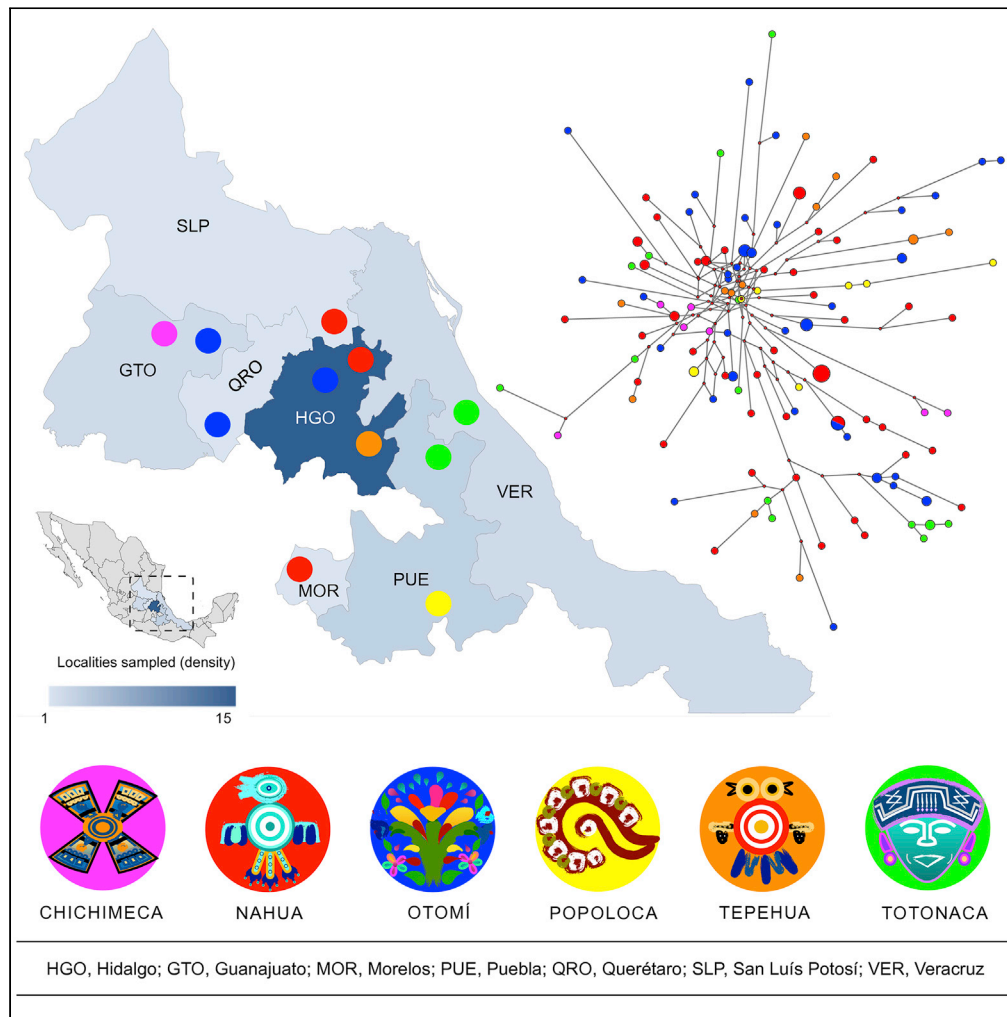 SLP
GTO
QRO
HGO
VER
MOR
PUE
Localities sampled (density)
1 15
CHICHIMECA NAHUA OTOMÍ POPOLOCA TEPEHUA TOTONACA
HGO, Hidalgo; GTO, Guanajuato; MOR, Morelos; PUE, Puebla; QRO, Querétaro; SLP, San Luís Potosí; VER, Veracruz